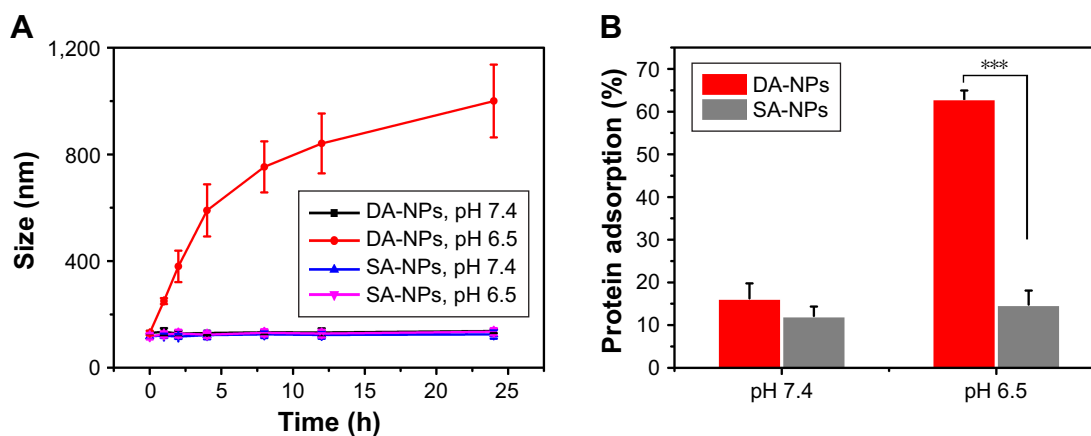 A
Size (nm)
1,200
800
400
0
0 5 10 15 20 25
Time (h)
DA-NPs, pH 7.4
DA-NPs, pH 6.5
SA-NPs, pH 7.4
SA-NPs, pH 6.5
B
Protein adsorption (%)
70
60
50
40
30
20
10
0
DA-NPs
SA-NPs
***
pH 7.4 pH 6.5